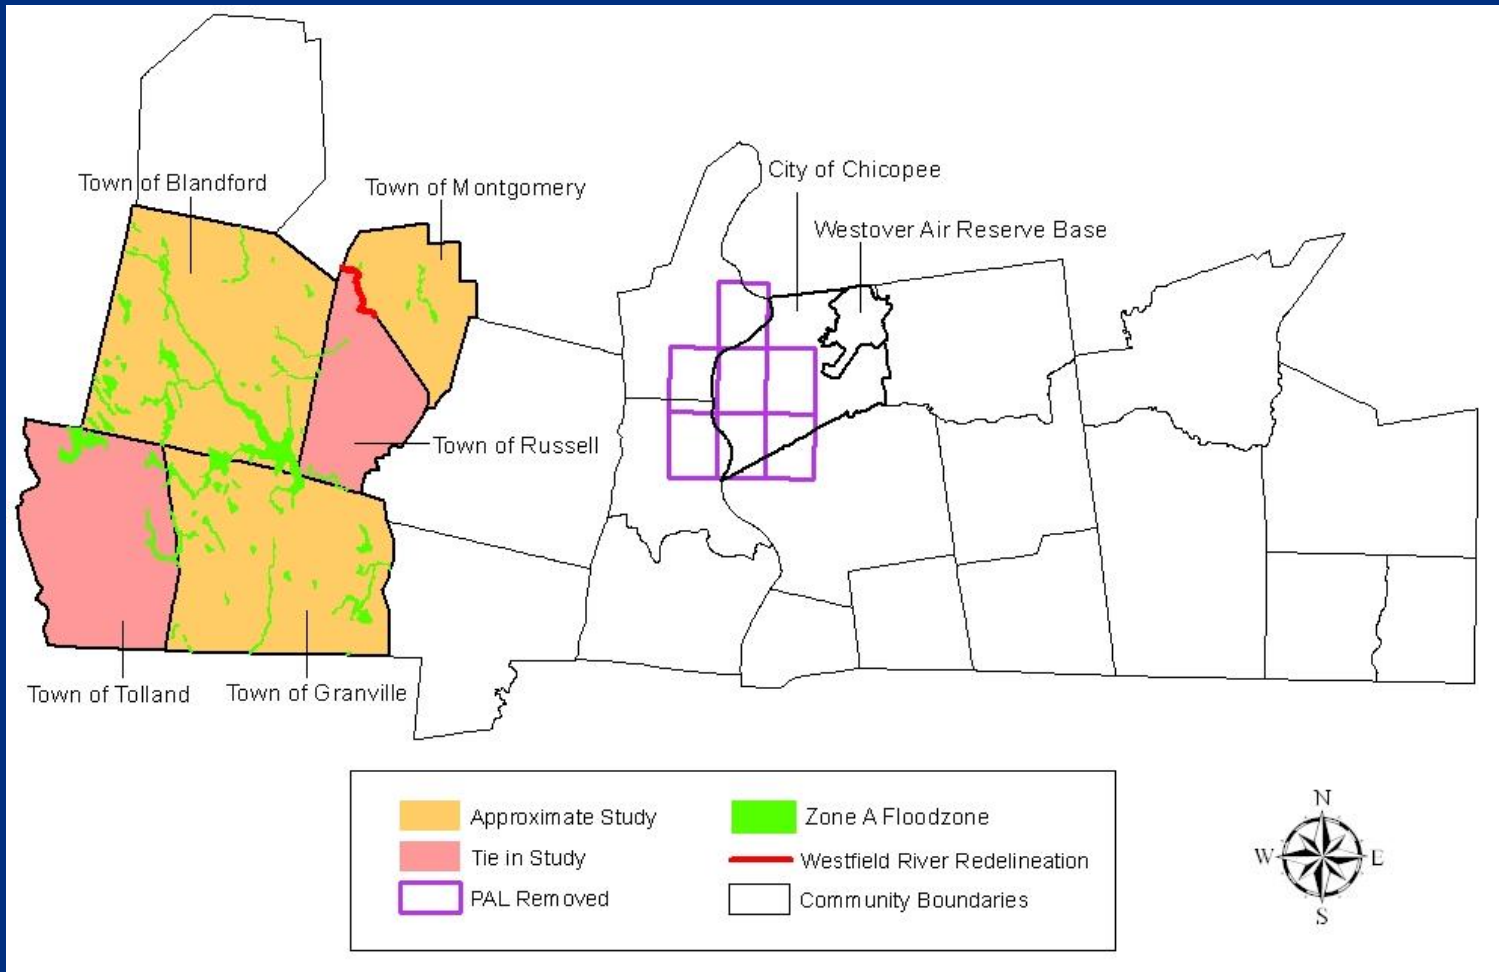 Town of Blandford
Town of Montgomery
City of Chicopee
Westover Air Reserve Base
Town of Russell
Town of Tolland
Town of Granville
Approximate Study
Zone A Floodzone
Tie in Study
Westfield River Redelineation
PAL Removed
Community Boundaries
N
W
E
S